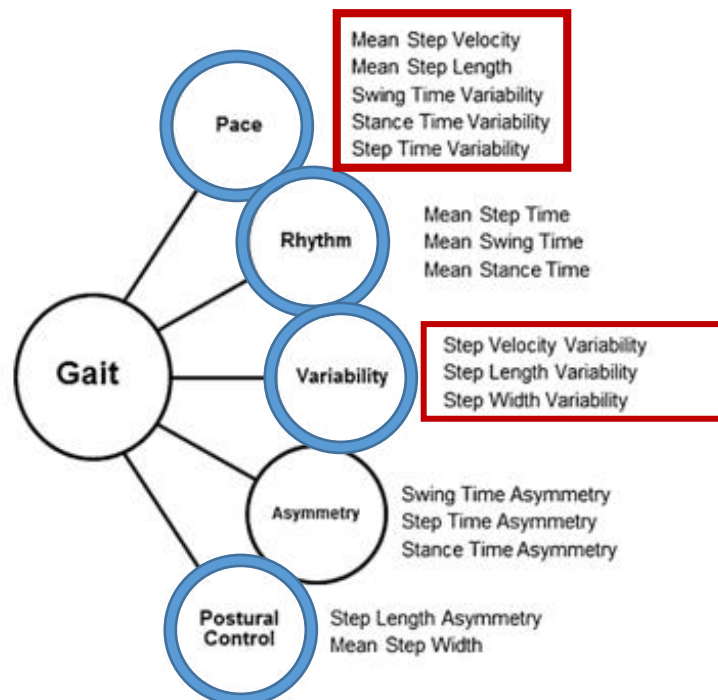 Mean Step Velocity
Mean Step Length
Swing Time Variability
Stance Time Variability
Step Time Variability
Pace
Rhythm
Mean Step Time
Mean Swing Time
Mean Stance Time
Gait
Variability
Step Velocity Variability
Step Length Variability
Step Width Variability
Asymmetry
Swing Time Asymmetry
Step Time Asymmetry
Stance Time Asymmetry
Postural
Control
Step Length Asymmetry
Mean Step Width